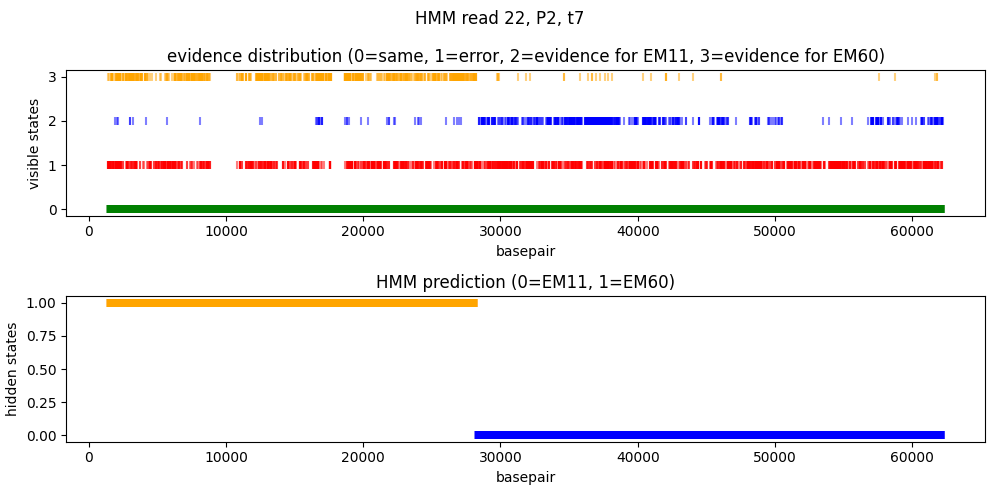 HMM read 22, P2, t7
evidence distribution (0=same, 1=error, 2=evidence for EM11, 3=evidence for EM60)
visible states
3
2
1
0
0 10000 20000 30000 40000 50000 60000
basepair
HMM prediction (0=EM11, 1=EM60)
hidden states
1.00
0.75
0.50
0.25
0.00
0 10000 20000 30000 40000 50000 60000
basepair